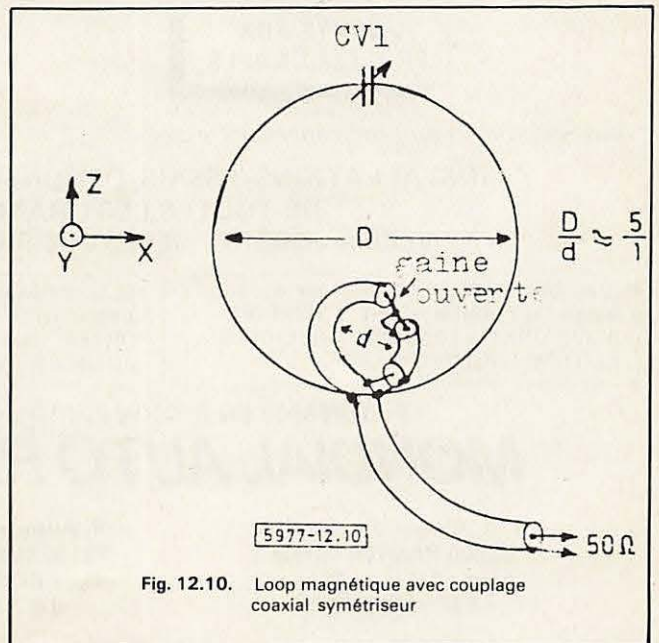 CV1
Z
Y
X
D
D/d ≈ 5/1
gaine
ouverte
d
5977-12.10
50Ω
Fig. 12.10. Loop magnétique avec couplage
coaxial symétriseur